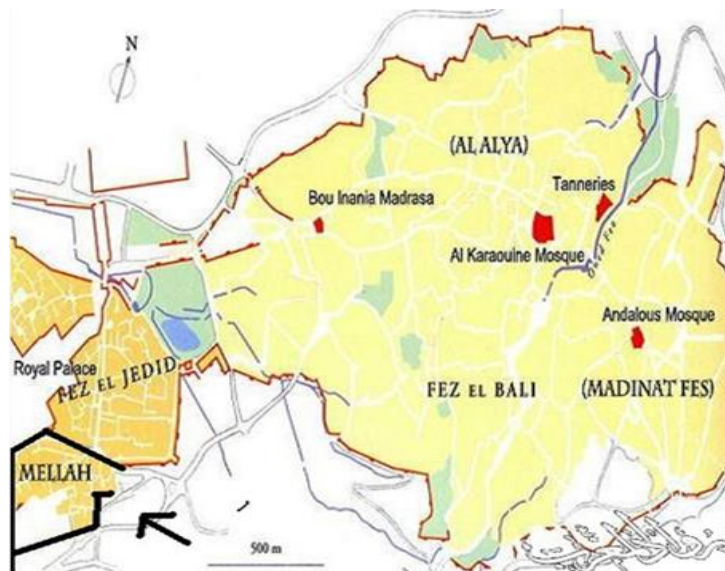 N
(AL ALYA)
Tanneries
Bou Inania Madrasa
Al Karaouine Mosque
Oued Fes
Andalous Mosque
Royal Palace
FEZ EL JEDID
FEZ EL BALI
(MADINAT FES)
MELLAH
500 m